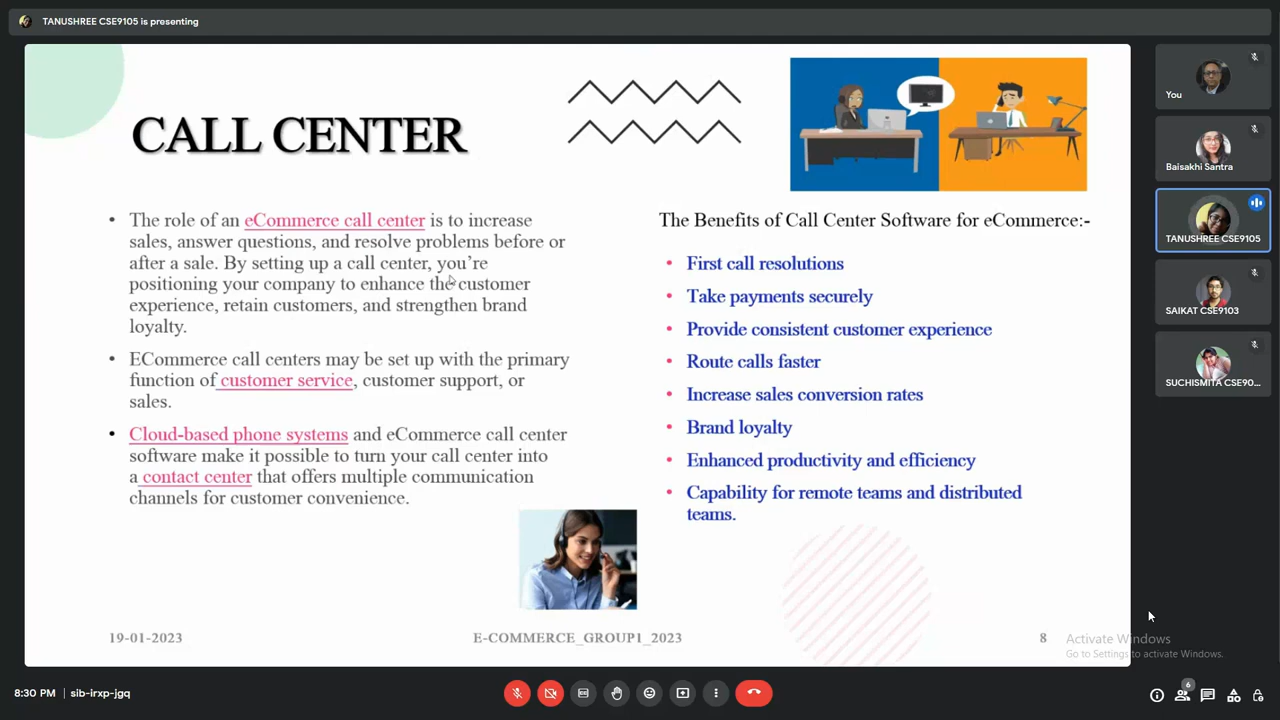 TANUSHREE CSE9105 is presenting
CALL CENTER
• The role of an eCommerce call center is to increase
sales, answer questions, and resolve problems before or
after a sale. By setting up a call center, you're
positioning your company to enhance the customer
experience, retain customers, and strengthen brand
loyalty.
• ECommerce call centers may be set up with the primary
function of customer service, customer support, or
sales.
• Cloud-based phone systems and eCommerce call center
software make it possible to turn your call center into
a contact center that offers multiple communication
channels for customer convenience.
The Benefits of Call Center Software for eCommerce:-
• First call resolutions
• Take payments securely
• Provide consistent customer experience
• Route calls faster
• Increase sales conversion rates
• Brand loyalty
• Enhanced productivity and efficiency
• Capability for remote teams and distributed
teams.
19-01-2023
E-COMMERCE_GROUP1_2023
8
You
Baisakhi Santra
TANUSHREE CSE9105
SAIKAT CSE9103
SUCHISMITA CSE90...
Activate Windows
Go to Settings to activate Windows.
8:30 PM | sib-irxp-jgq
6